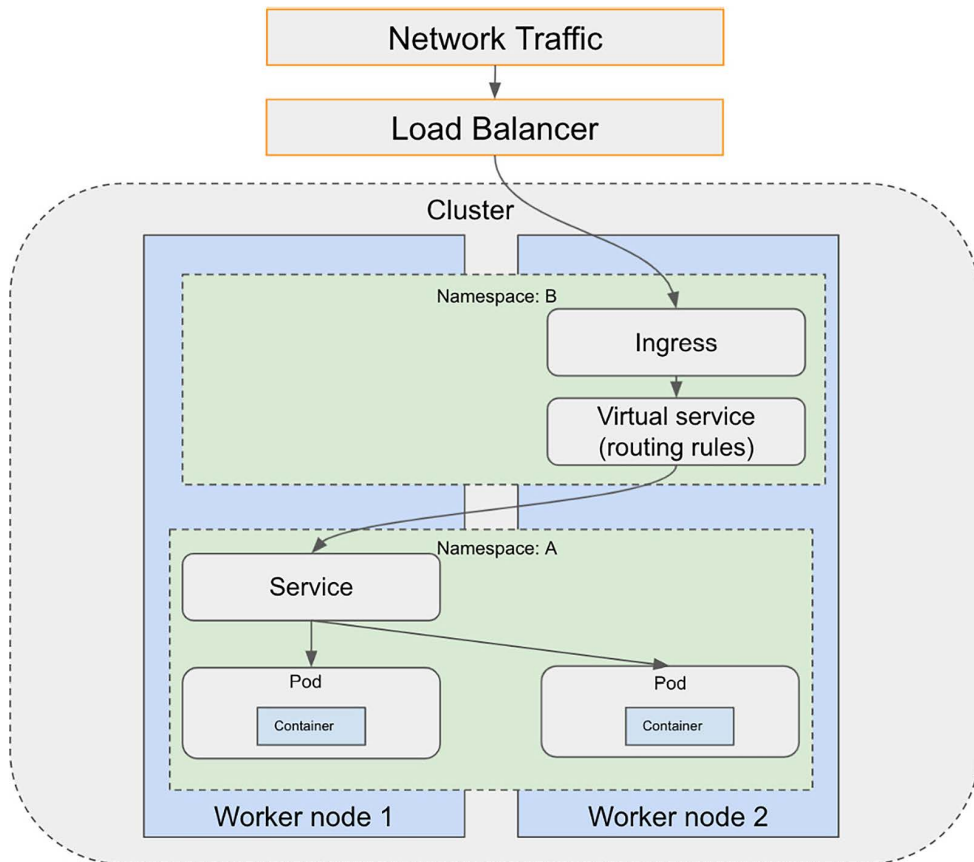 Network Traffic
Load Balancer
Cluster
Namespace: B
Ingress
Virtual service
(routing rules)
Namespace: A
Service
Pod
Container
Pod
Container
Worker node 1
Worker node 2